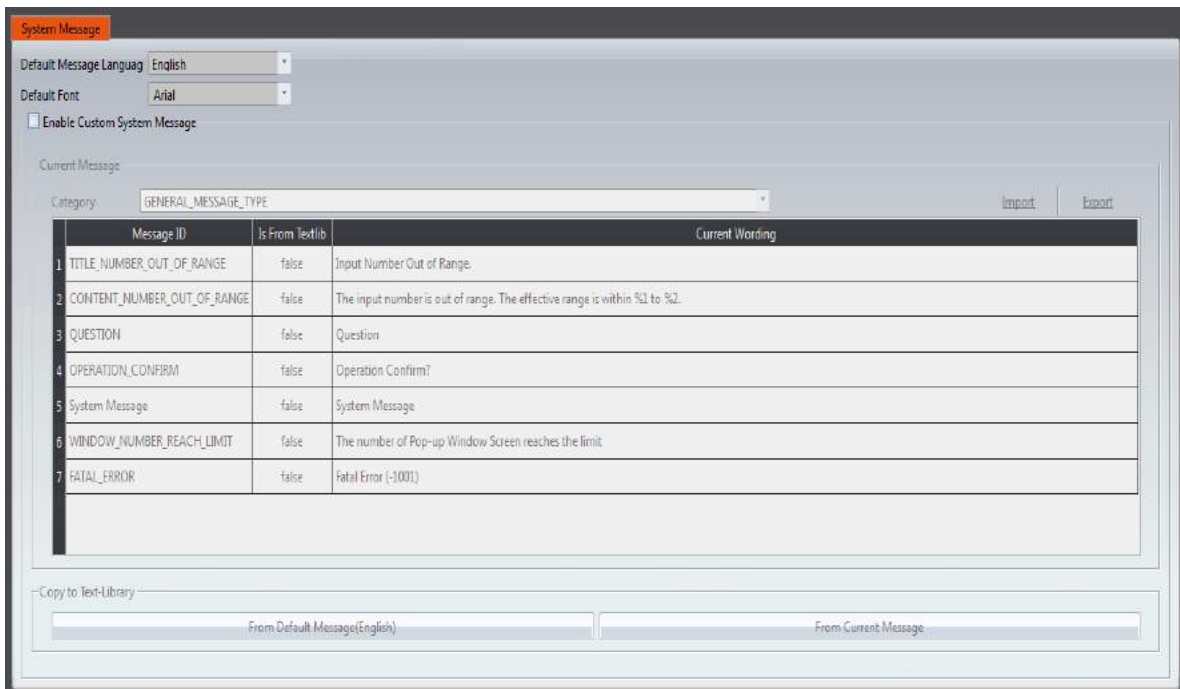 System Message
Default Message Languag English
Default Font Arial
Enable Custom System Message
Current Message
Category GENERAL_MESSAGE_TYPE Import Export
Message ID Is From Textlib Current Wording
1 TITLE_NUMBER_OUT_OF_RANGE false Input Number Out of Range.
2 CONTENT_NUMBER_OUT_OF_RANGE false The input number is out of range. The effective range is within %1 to %2.
3 QUESTION false Question
4 OPERATION_CONFIRM false Operation Confirm?
5 System Message false System Message
6 WINDOW_NUMBER_REACH_LIMIT false The number of Pop-up Window Screen reaches the limit
7 FATAL_ERROR false Fatal Error (-1001)
Copy to Text-Library
From Default Message(English) From Current Message